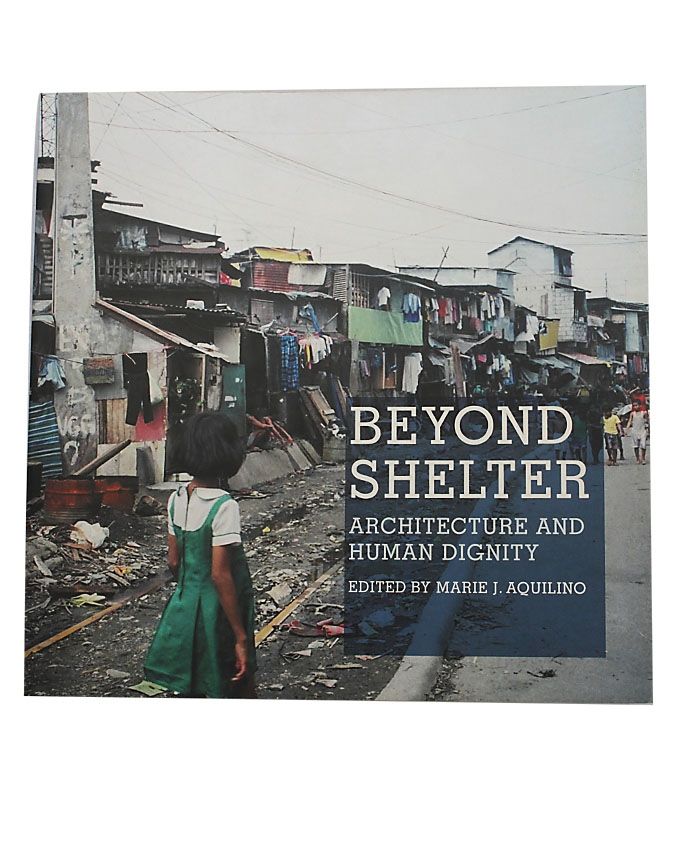 BEYOND
SHELTER
ARCHITECTURE AND
HUMAN DIGNITY
EDITED BY MARIE J. AQUILINO